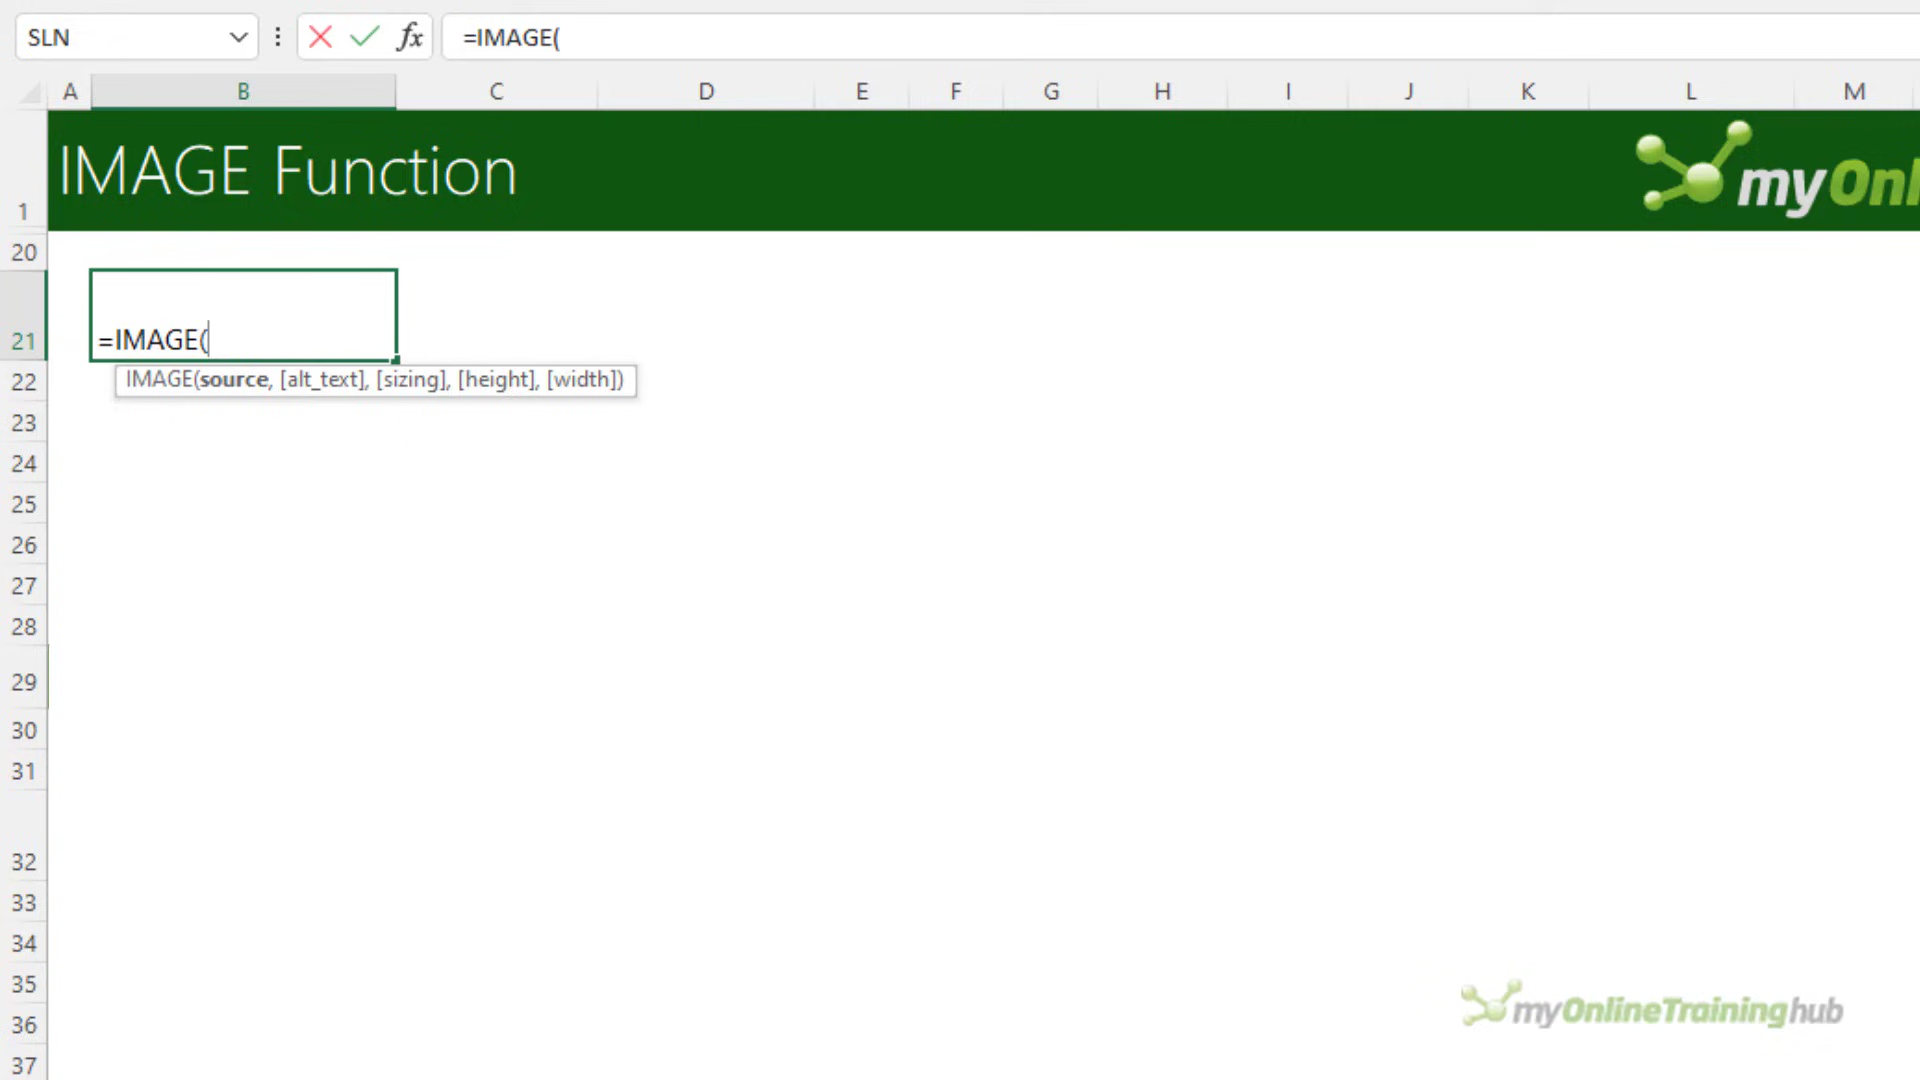 SLN
fx
=IMAGE(
A B C D E F G H I J K L M
1
IMAGE Function
myOnl
20
21
=IMAGE(
IMAGE(source, [alt_text], [sizing], [height], [width])
22
23
24
25
26
27
28
29
30
31
32
33
34
35
myOnlineTraininghub
36
37